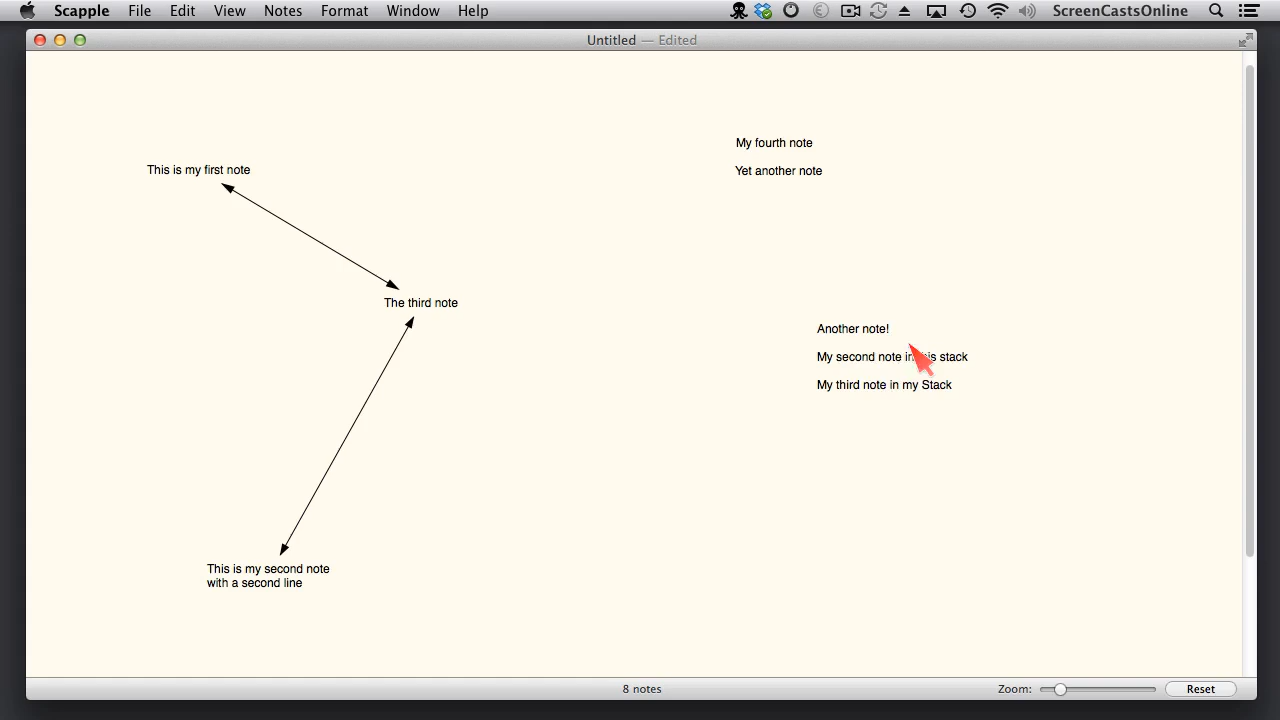 Scapple File Edit View Notes Format Window Help ScreenCastsOnline
Untitled — Edited
My fourth note
This is my first note
Yet another note
The third note
Another note!
My second note in is stack
My third note in my Stack
This is my second note
with a second line
8 notes
Zoom:
Reset